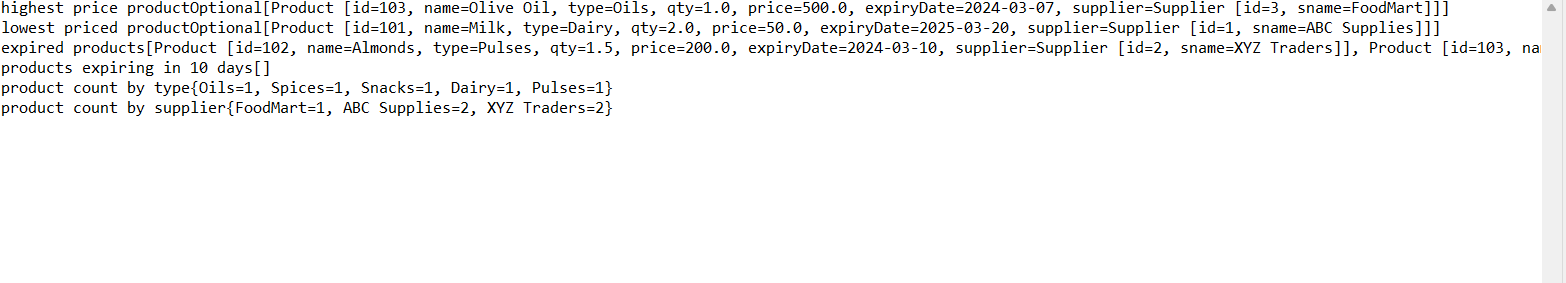 highest price productOptional[Product [id=103, name=Olive Oil, type=Oils, qty=1.0, price=500.0, expiryDate=2024-03-07, supplier=Supplier [id=3, sname=FoodMart]]]
lowest priced productOptional[Product [id=101, name=Milk, type=Dairy, qty=2.0, price=50.0, expiryDate=2025-03-20, supplier=Supplier [id=1, sname=ABC Supplies]]]
expired products[Product [id=102, name=Almonds, type=Pulses, qty=1.5, price=200.0, expiryDate=2024-03-10, supplier=Supplier [id=2, sname=XYZ Traders]], Product [id=103,
products expiring in 10 days[]
product count by type{Oils=1, Spices=1, Snacks=1, Dairy=1, Pulses=1}
product count by supplier{FoodMart=1, ABC Supplies=2, XYZ Traders=2}